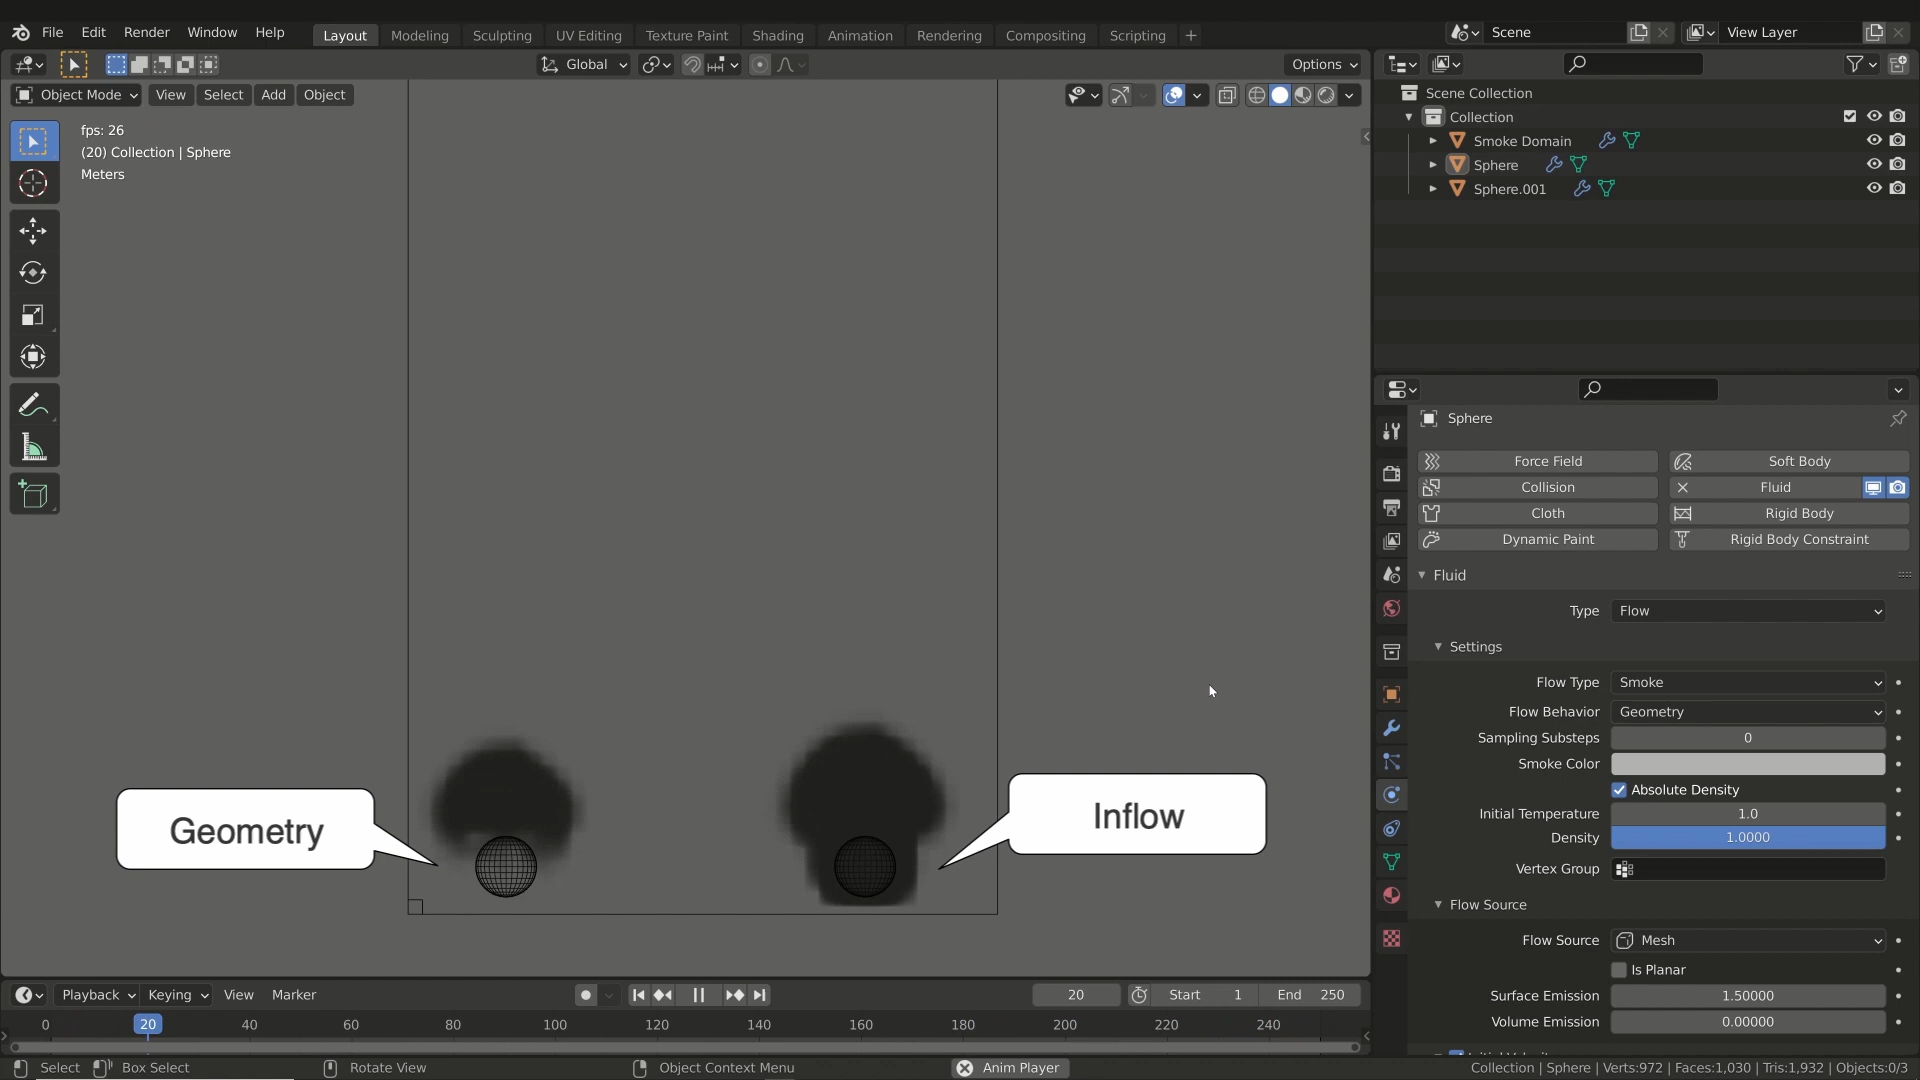 File Edit Render Window Help Layout Modeling Sculpting UV Editing Texture Paint Shading Animation Rendering Compositing Scripting + Scene View Layer
Global Options
Object Mode View Select Add Object
fps: 26
(20) Collection | Sphere
Meters
Geometry
Inflow
Scene Collection
Collection
Smoke Domain
Sphere
Sphere.001
Sphere
Force Field Soft Body
Collision Fluid
Cloth Rigid Body
Dynamic Paint Rigid Body Constraint
Fluid
Type Flow
Settings
Flow Type Smoke
Flow Behavior Geometry
Sampling Substeps 0
Smoke Color
Absolute Density
Initial Temperature 1.0
Density 1.0000
Vertex Group
Flow Source
Flow Source Mesh
Is Planar
Surface Emission 1.50000
Volume Emission 0.00000
Playback Keying View Marker 20 Start 1 End 250
0 20 40 60 80 100 120 140 160 180 200 220 240
Select Box Select Rotate View Object Context Menu Anim Player Collection | Sphere | Verts:972 | Faces:1,030 | Tris:1,932 | Objects:0/3